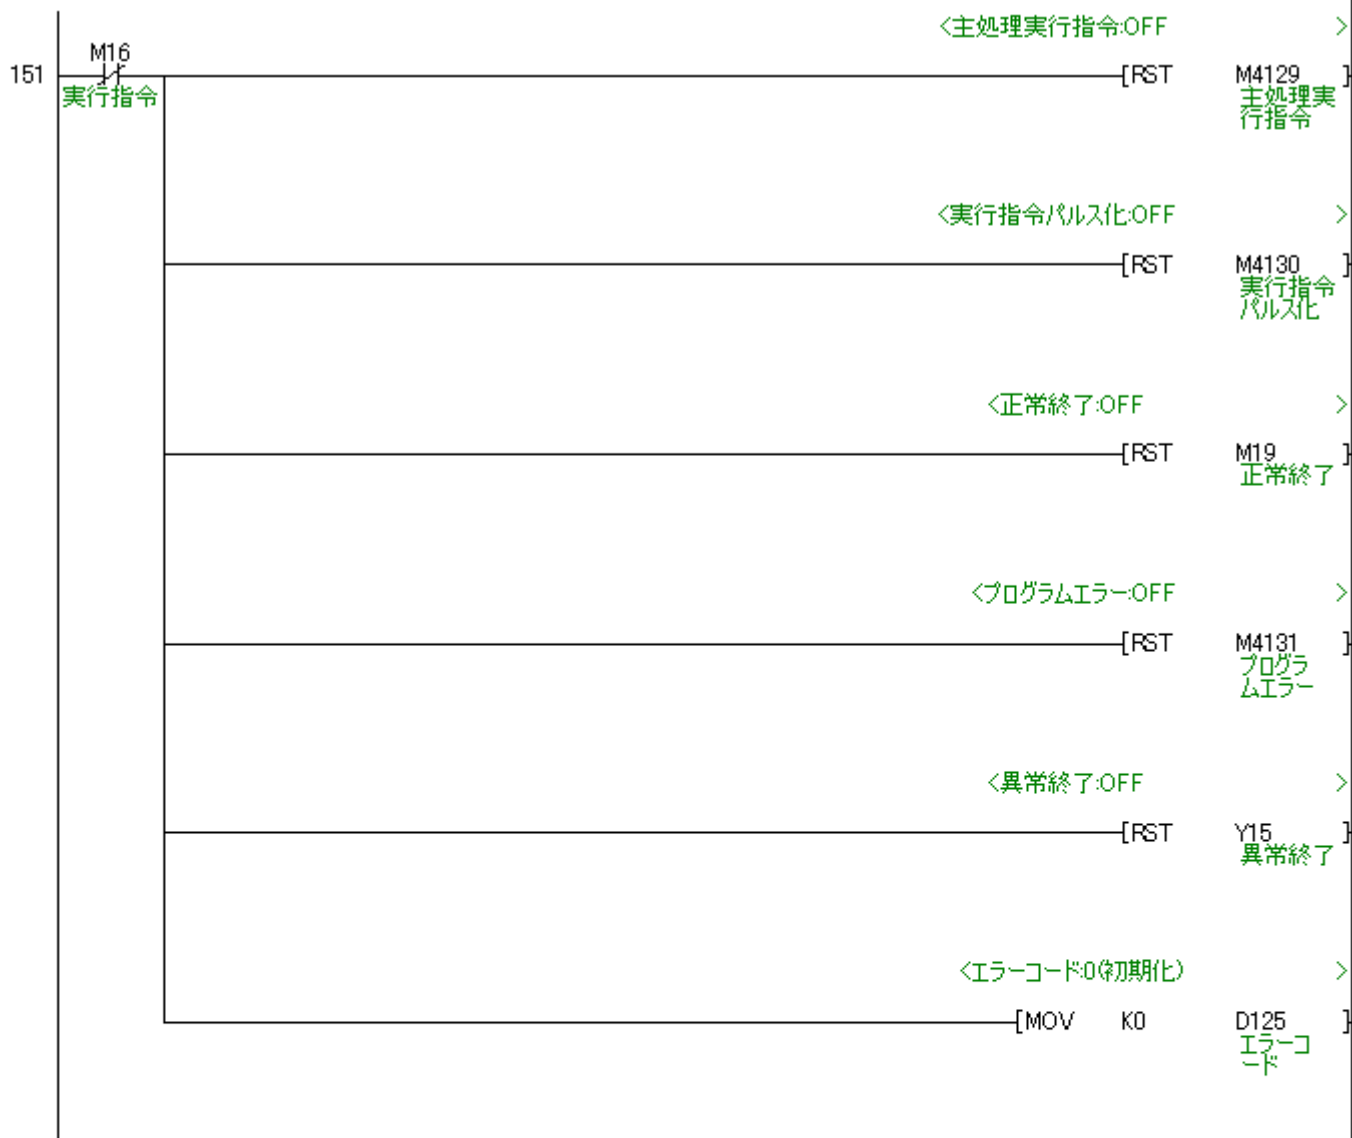 <主処理実行指令:OFF >
M16
151 [RST M4129 ]
実行指令
主処理実
行指令
<実行指令パルス化:OFF >
[RST M4130 ]
実行指令
パルス化
<正常終了:OFF >
[RST M19 ]
正常終了
<プログラムエラー:OFF >
[RST M4131 ]
プログラ
ムエラー
<異常終了:OFF >
[RST Y15 ]
異常終了
<エラーコード:0(初期化) >
[MOV K0 D125 ]
エラーコ
ード